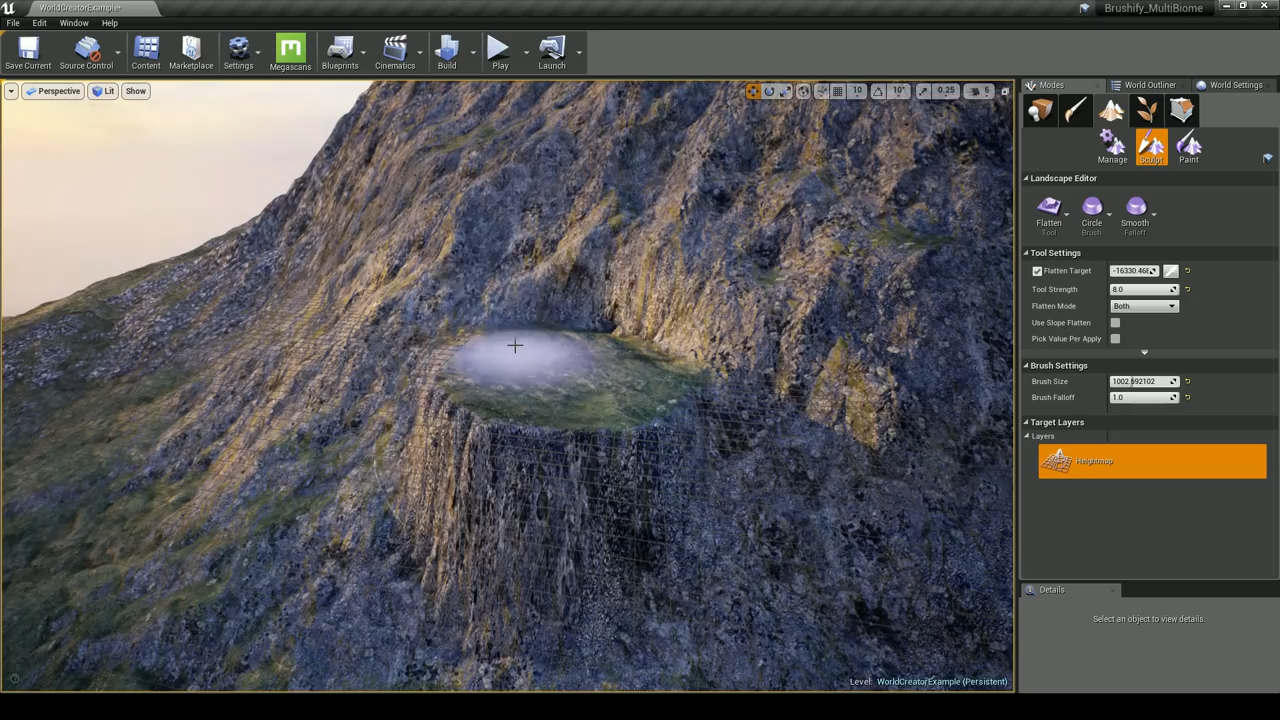 WorldCreatorExample*
Brushify_MultiBiome
File Edit Window Help
Save Current Source Control Content Marketplace Settings Megascans Blueprints Cinematics Build Play Launch
Perspective Lit Show
10 10° 0.25 6
Modes World Outliner World Settings
Manage Sculpt Paint
Landscape Editor
Flatten Circle Smooth
Tool Brush Falloff
Tool Settings
Flatten Target
Tool Strength 8.0
Flatten Mode Both
Use Slope Flatten
Pick Value Per Apply
Brush Settings
Brush Size
Brush Falloff 1.0
Target Layers
Layers
Heightmap
Details
Select an object to view details.
Level: WorldCreatorExample (Persistent)